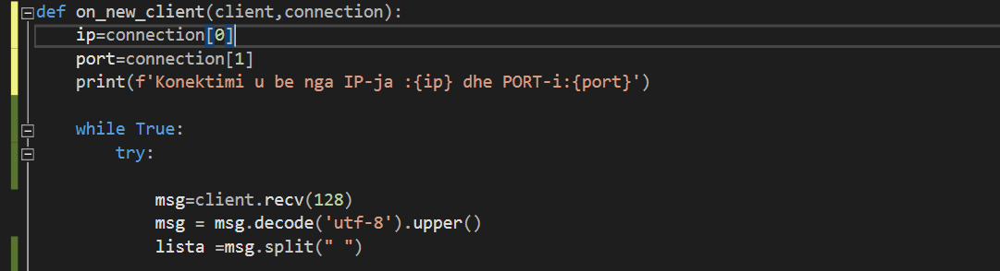 def on_new_client(client,connection):
    ip=connection[0]
    port=connection[1]
    print(f'Konektimi u be nga IP-ja :{ip} dhe PORT-i:{port}')
    while True:
        try:
            msg=client.recv(128)
            msg = msg.decode('utf-8').upper()
            lista =msg.split(" ")